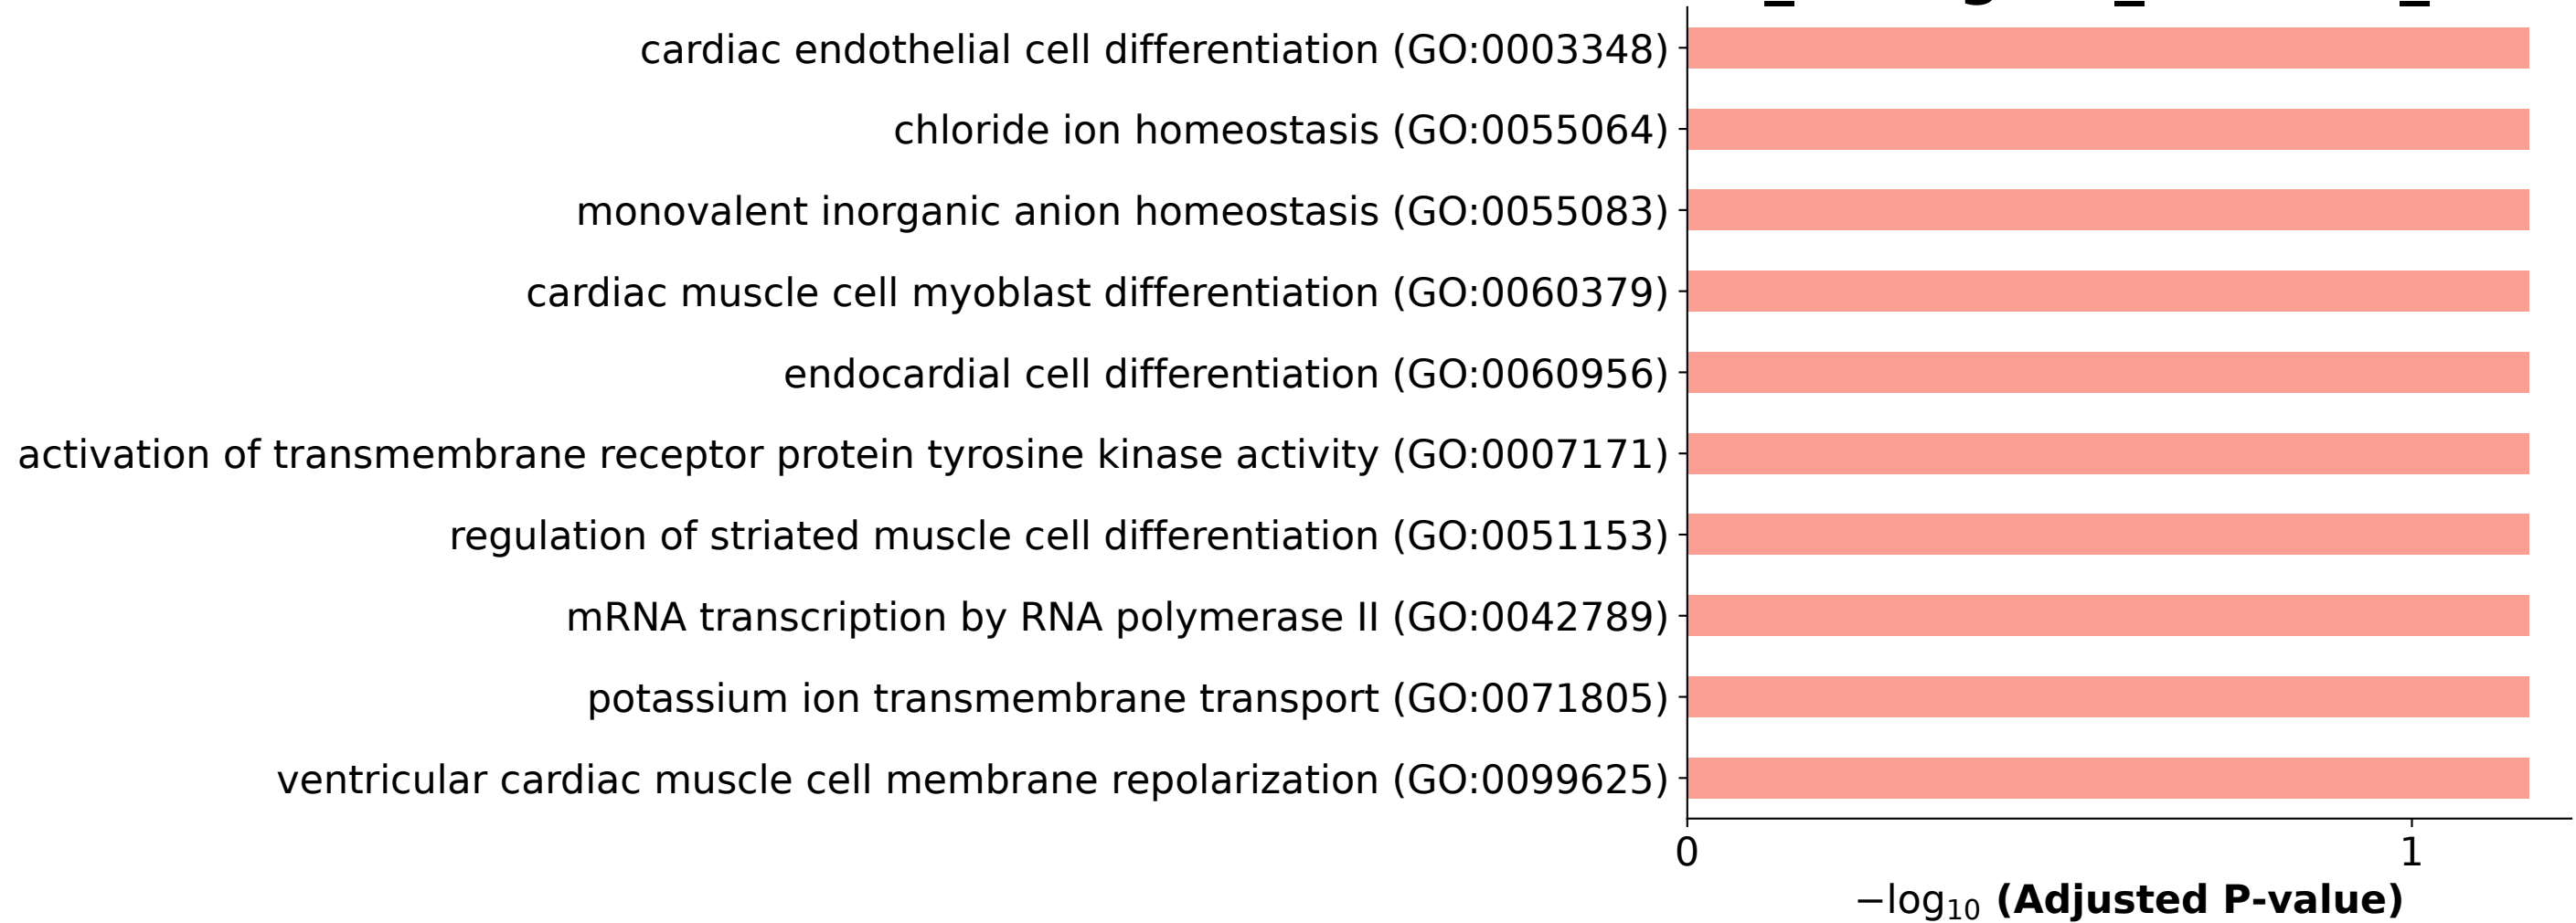 cardiac endothelial cell differentiation (GO:0003348)
chloride ion homeostasis (GO:0055064)
monovalent inorganic anion homeostasis (GO:0055083)
cardiac muscle cell myoblast differentiation (GO:0060379)
endocardial cell differentiation (GO:0060956)
activation of transmembrane receptor protein tyrosine kinase activity (GO:0007171)
regulation of striated muscle cell differentiation (GO:0051153)
mRNA transcription by RNA polymerase II (GO:0042789)
potassium ion transmembrane transport (GO:0071805)
ventricular cardiac muscle cell membrane repolarization (GO:0099625)
0 1
−log₁₀ (Adjusted P-value)